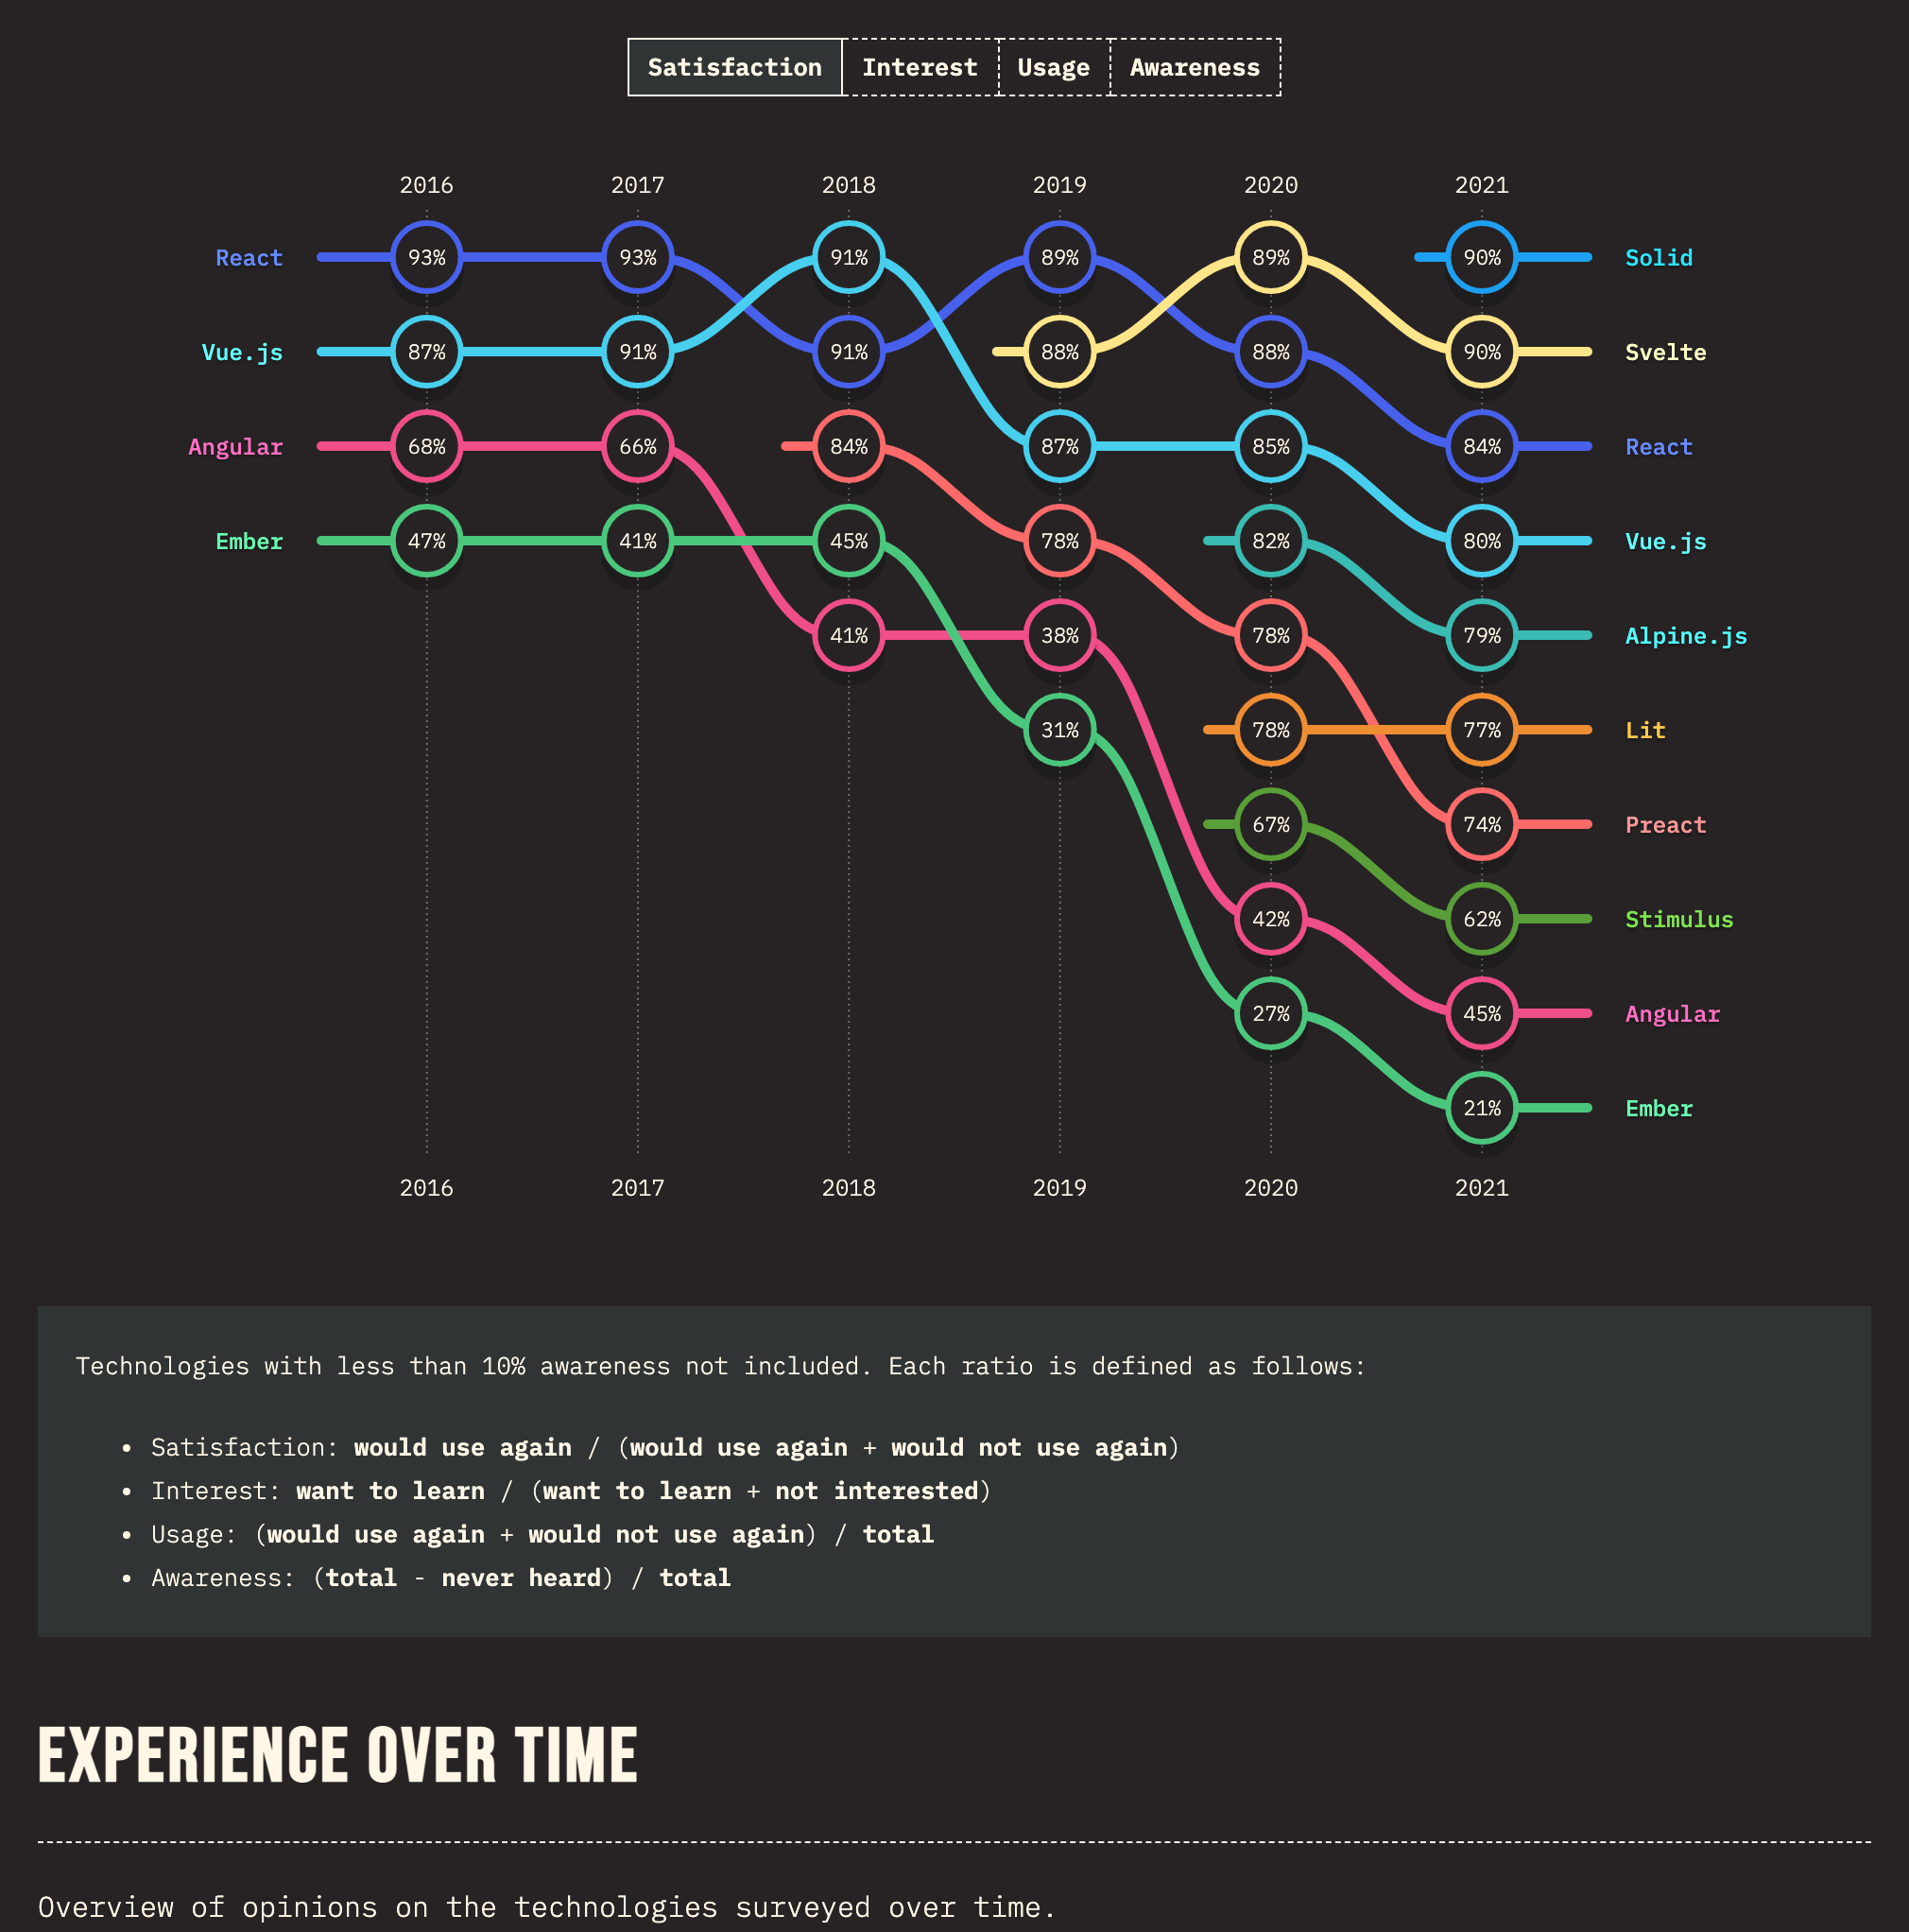 Satisfaction Interest Usage Awareness
2016 2017 2018 2019 2020 2021
React 93% 93% 91% 89% 89% 90% Solid
Vue.js 87% 91% 91% 88% 88% 90% Svelte
Angular 68% 66% 84% 87% 85% 84% React
Ember 47% 41% 45% 78% 82% 80% Vue.js
41% 38% 78% 79% Alpine.js
31% 78% 77% Lit
67% 74% Preact
42% 62% Stimulus
27% 45% Angular
21% Ember
2016 2017 2018 2019 2020 2021
Technologies with less than 10% awareness not included. Each ratio is defined as follows:
• Satisfaction: would use again / (would use again + would not use again)
• Interest: want to learn / (want to learn + not interested)
• Usage: (would use again + would not use again) / total
• Awareness: (total - never heard) / total
EXPERIENCE OVER TIME
Overview of opinions on the technologies surveyed over time.